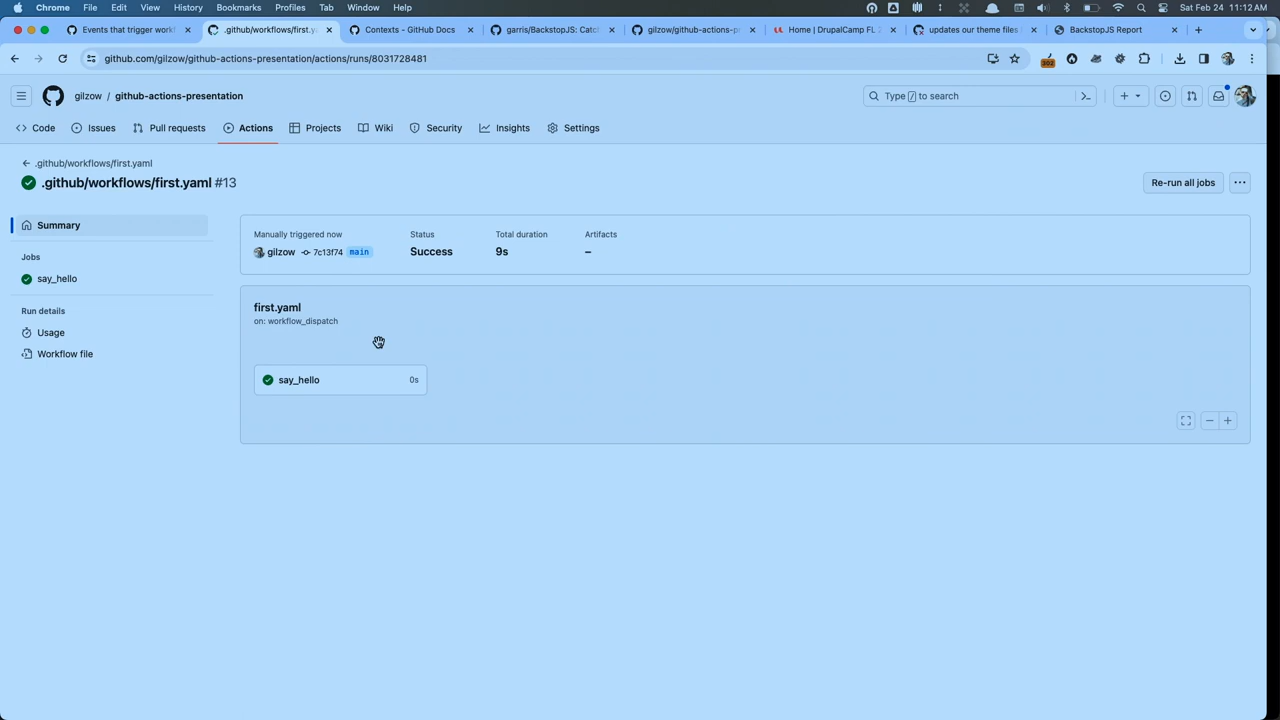 Chrome File Edit View History Bookmarks Profiles Tab Window Help Sat Feb 24 11:12 AM
Events that trigger workf .github/workflows/first.y Contexts - GitHub Docs garris/BackstopJS: Catc gilzow/github-actions-pr Home | DrupalCamp FL 2 updates our theme files BackstopJS Report
github.com/gilzow/github-actions-presentation/actions/runs/8031728481
302
gilzow / github-actions-presentation Type / to search
Code Issues Pull requests Actions Projects Wiki Security Insights Settings
.github/workflows/first.yaml
.github/workflows/first.yaml #13 Re-run all jobs
Summary
Jobs
say_hello
Run details
Usage
Workflow file
Manually triggered now Status Total duration Artifacts
gilzow 7c13f74 main Success 9s –
first.yaml
on: workflow_dispatch
say_hello 0s